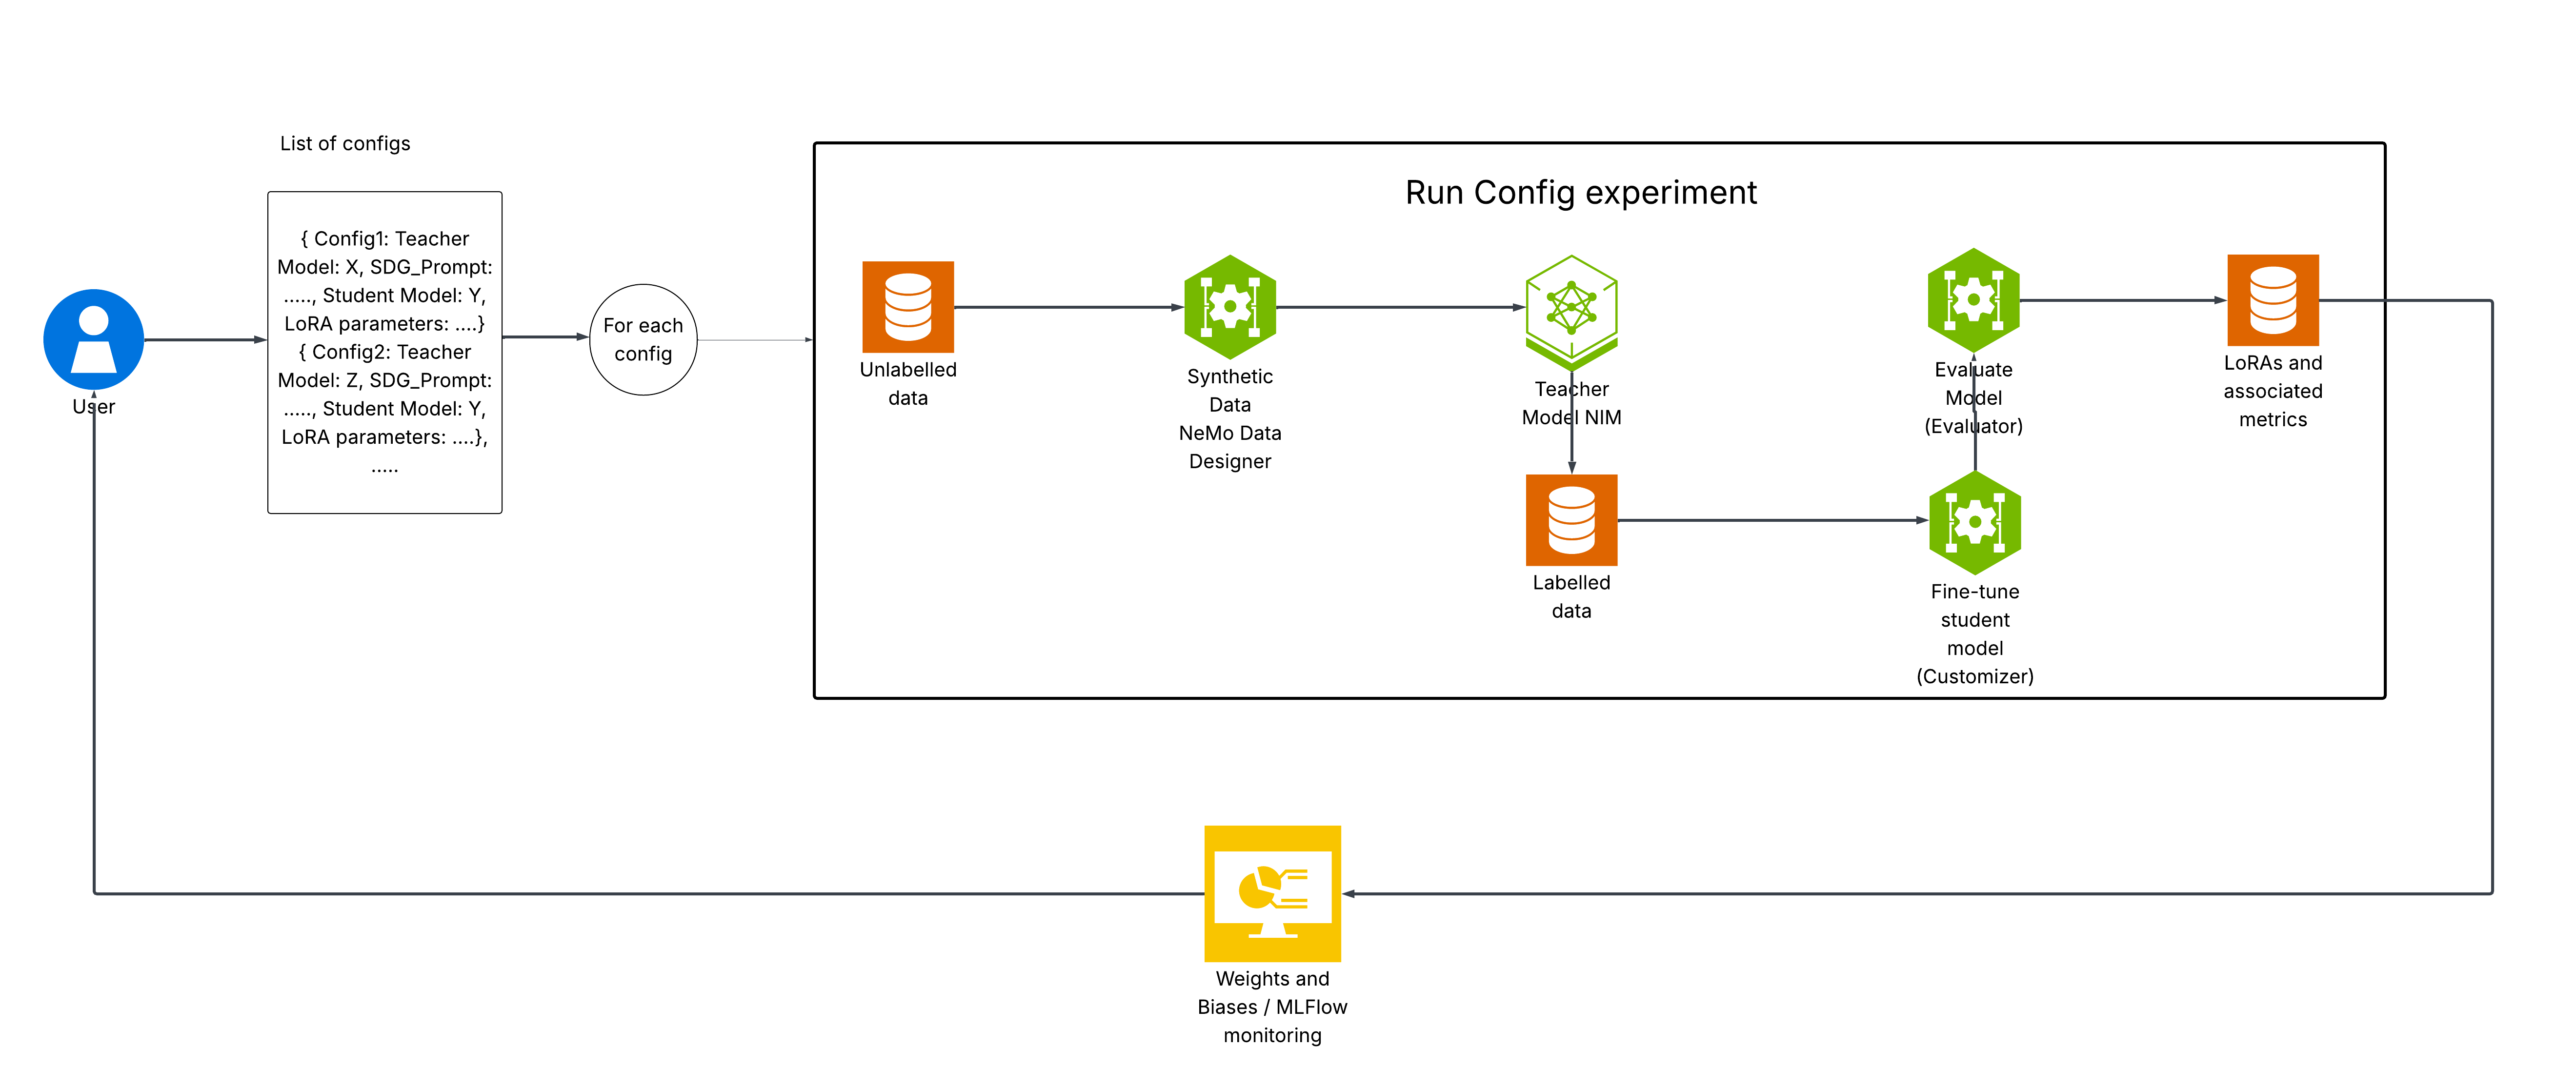 List of configs
{ Config1: Teacher
Model: X, SDG_Prompt:
....., Student Model: Y,
LoRA parameters: ....}
{ Config2: Teacher
Model: Z, SDG_Prompt:
....., Student Model: Y,
LoRA parameters: ....},
.....
User
For each
config
Run Config experiment
Unlabelled
data
Synthetic
Data
NeMo Data
Designer
Teacher
Model NIM
Labelled
data
Evaluate
Model
(Evaluator)
Fine-tune
student
model
(Customizer)
LoRAs and
associated
metrics
Weights and
Biases / MLFlow
monitoring